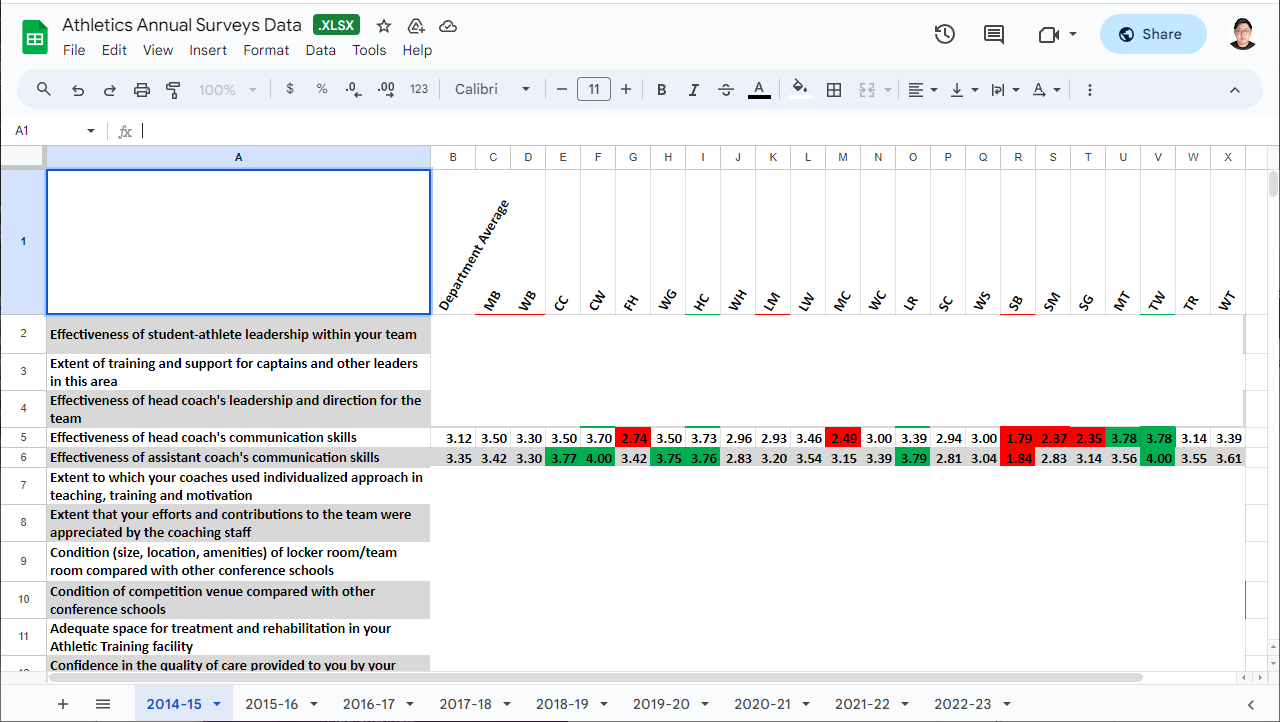 Athletics Annual Surveys Data .XLSX
File Edit View Insert Format Data Tools Help
Share
100% $ % .0 .00 123 Calibri 11 B I A
A1 fx
A B C D E F G H I J K L M N O P Q R S T U V W X
1 Department Average MB WB CC CW FH WG HC WH LM LW MC WC LR SC WS SB SM SG MT TW TR WT
2 Effectiveness of student-athlete leadership within your team
3 Extent of training and support for captains and other leaders
in this area
4 Effectiveness of head coach's leadership and direction for the
team
5 Effectiveness of head coach's communication skills 3.12 3.50 3.30 3.50 3.70 2.74 3.50 3.73 2.96 2.93 3.46 2.49 3.00 3.39 2.94 3.00 1.79 2.37 2.35 3.78 3.78 3.14 3.39
6 Effectiveness of assistant coach's communication skills 3.35 3.42 3.30 3.77 4.00 3.42 3.75 3.76 2.83 3.20 3.54 3.15 3.39 3.79 2.81 3.04 1.84 2.83 3.14 3.56 4.00 3.55 3.61
7 Extent to which your coaches used individualized approach in
teaching, training and motivation
8 Extent that your efforts and contributions to the team were
appreciated by the coaching staff
9 Condition (size, location, amenities) of locker room/team
room compared with other conference schools
10 Condition of competition venue compared with other
conference schools
11 Adequate space for treatment and rehabilitation in your
Athletic Training facility
Confidence in the quality of care provided to you by your
2014-15 2015-16 2016-17 2017-18 2018-19 2019-20 2020-21 2021-22 2022-23